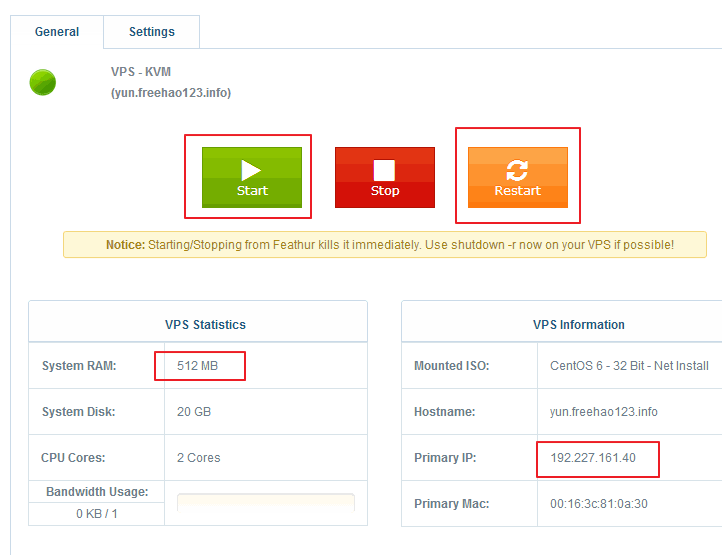 General Settings
VPS - KVM
(yun.freehao123.info)
Start Stop Restart
Notice: Starting/Stopping from Feathur kills it immediately. Use shutdown -r now on your VPS if possible!
VPS Statistics
System RAM: 512 MB
System Disk: 20 GB
CPU Cores: 2 Cores
Bandwidth Usage:
0 KB / 1
VPS Information
Mounted ISO: CentOS 6 - 32 Bit - Net Install
Hostname: yun.freehao123.info
Primary IP: 192.227.161.40
Primary Mac: 00:16:3c:81:0a:30